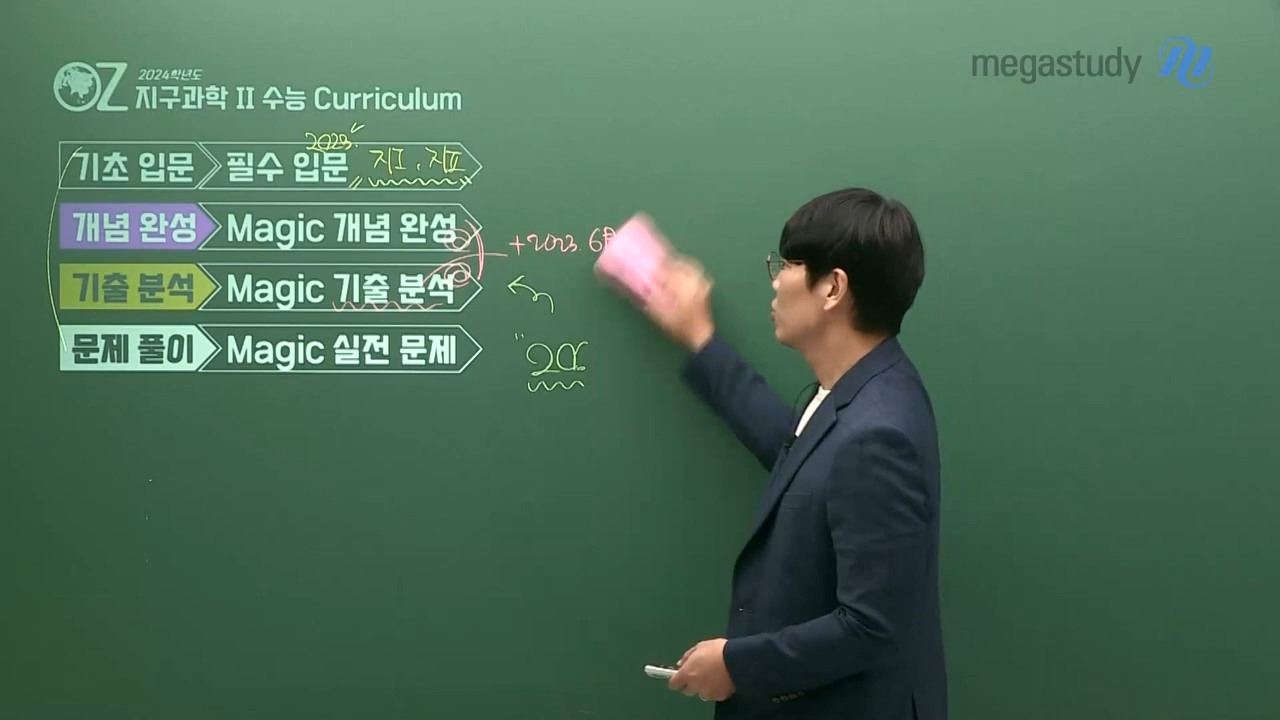 megastudy
OZ 2024학년도
지구과학 II 수능 Curriculum
2023.
기초 입문 필수 입문 지I, 지II
개념 완성 Magic 개념 완성
+2023. 6
기출 분석 Magic 기출 분석
문제 풀이 Magic 실전 문제